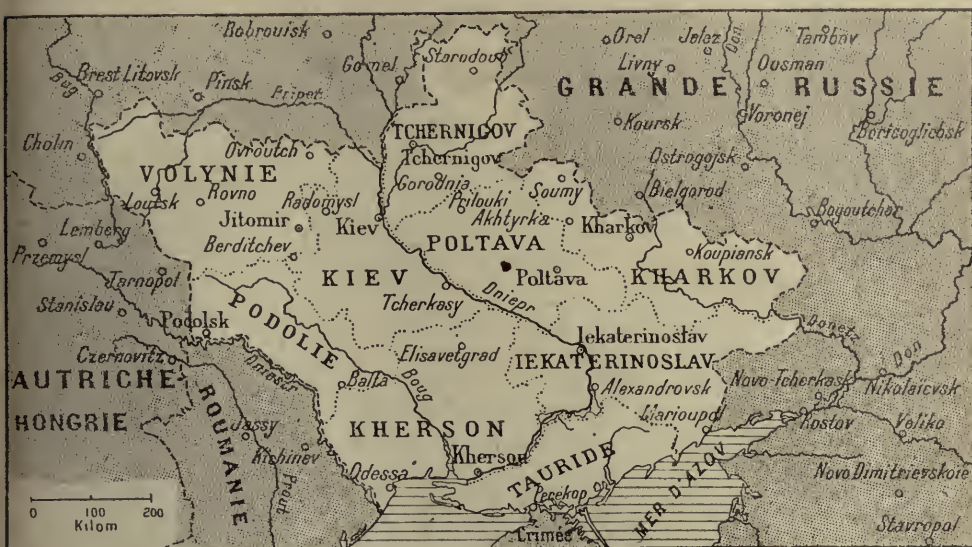 Bobrouisk
Orel
Jelez
Don
Tambov
Gomel
Starodoub
Livny
Ousman
Brest Litovsk
Pinsk
Bug
Pripet
GRANDE RUSSIE
TCHERNIGOV
Koursk
Voronej
Borisogliebsk
Cholm
Ovroutch
Tchernigov
Ostrogojsk
VOLYNIE
Gorodnia
Soumy
Bielgorod
Loutsk
Rovno
Radomysl
Prilouki
Bogoutchar
Lemberg
Jitomir
Kiev
Akhtyrka
Kharkov
Berditchev
POLTAVA
Koupiansk
Przemysl
Tarnopol
KIEV
Poltava
KHARKOV
Stanislau
Tcherkasy
Dniepr
PODOLIE
Podolsk
Donetz
Iekaterinoslav
Don
Czernovitz
Elisavetgrad
IEKATERINOSLAV
Dniestr
AUTRICHE-
HONGRIE
Balta
Boug
Alexandrovsk
Novo-Tcherkask
Nikolaievsk
ROUMANIE
Marioupol
Jassy
KHERSON
Rostov
Veliko
Kichinev
Kherson
Odessa
TAURIDE
Novo Dimitrievskoie
Prout
Perekop
MER D'AZOV
0 100 200
Kilom
Crimée
Stavropol